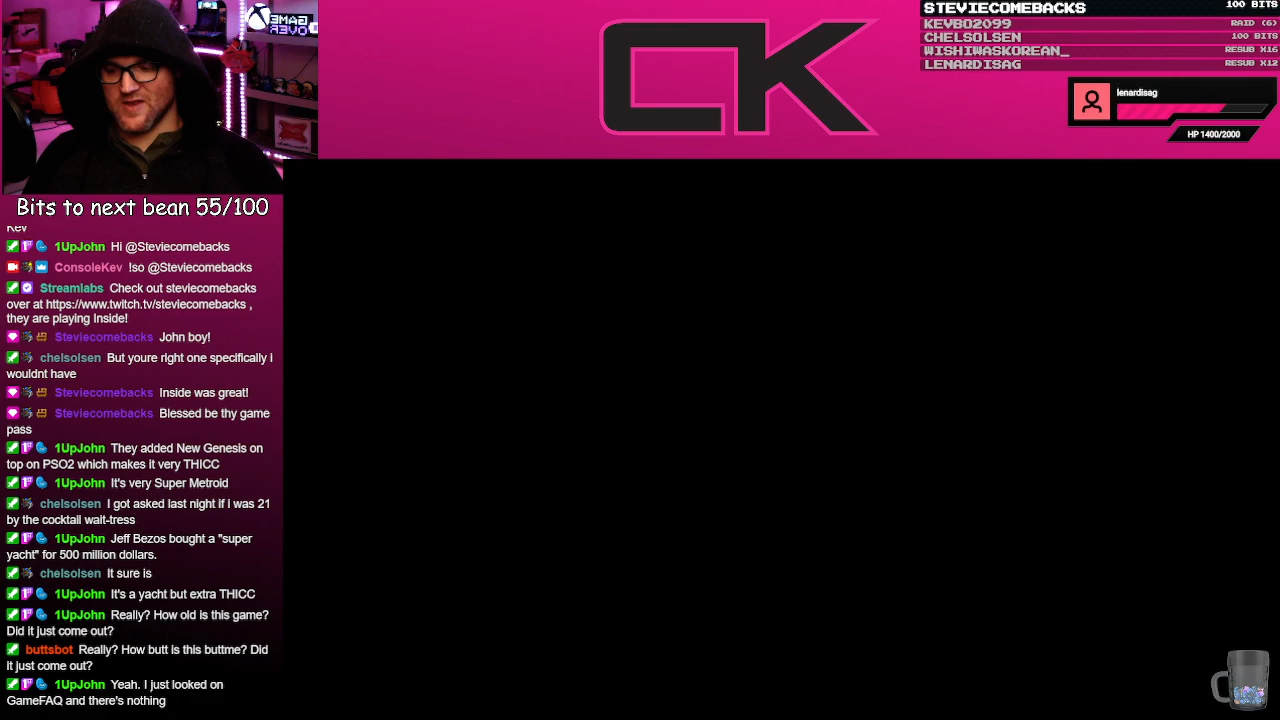 GAME
OVER
CK
STEVIECOMEBACKS 100 BITS
KEVBO2099 RAID (6)
CHELSOLSEN 100 BITS
WISHIWASKOREAN_ RESUB X16
LENARDISAG RESUB X12
lenardisag
HP 1400/2000
Bits to next bean 55/100
Kev
1UpJohn Hi @Steviecomebacks
ConsoleKev !so @Steviecomebacks
Streamlabs Check out steviecomebacks
over at https://www.twitch.tv/steviecomebacks ,
they are playing Inside!
Steviecomebacks John boy!
chelsolsen But youre right one specifically I
wouldnt have
Steviecomebacks Inside was great!
Steviecomebacks Blessed be thy game
pass
1UpJohn They added New Genesis on
top on PSO2 which makes it very THICC
1UpJohn It's very Super Metroid
chelsolsen I got asked last night if i was 21
by the cocktail wait-tress
1UpJohn Jeff Bezos bought a "super
yacht" for 500 million dollars.
chelsolsen It sure is
1UpJohn It's a yacht but extra THICC
1UpJohn Really? How old is this game?
Did it just come out?
buttsbot Really? How butt is this buttme? Did
it just come out?
1UpJohn Yeah. I just looked on
GameFAQ and there's nothing